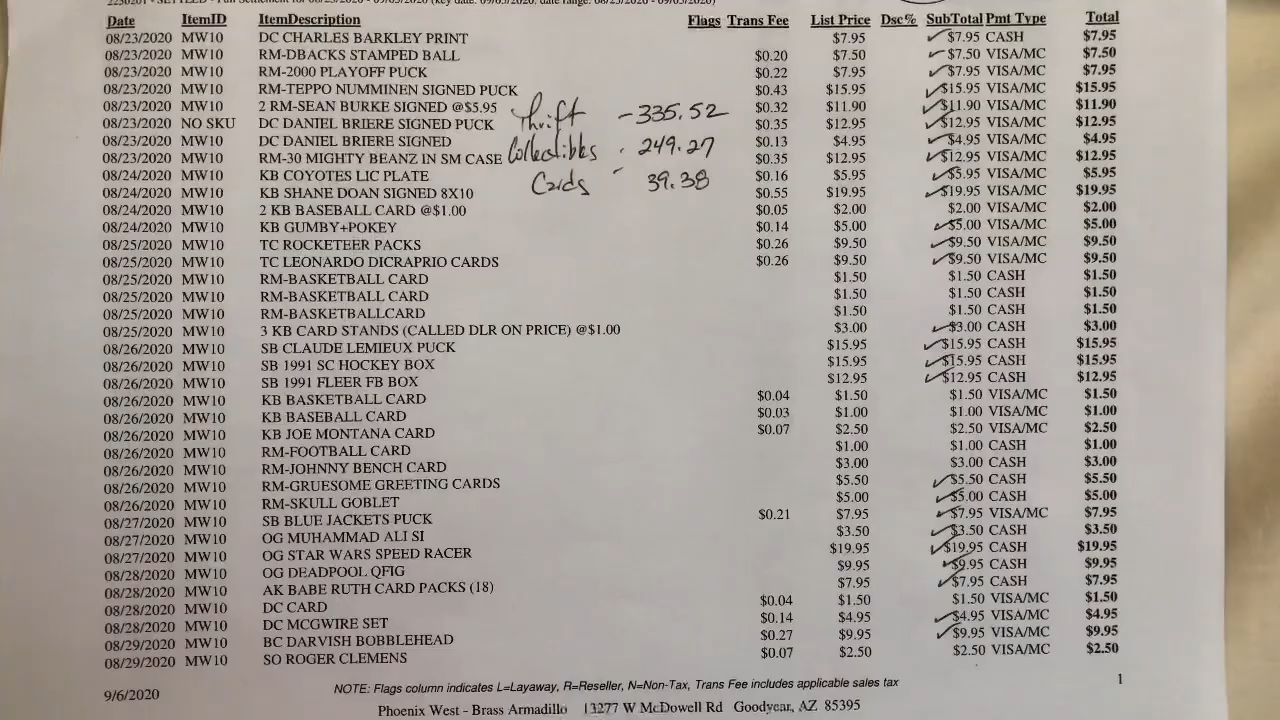 2230201 - SETTLED - Full Settlement for 08/23/2020 - 09/05/2020 (key date: 09/05/2020, date range: 08/23/2020 - 09/05/2020)
Date ItemID ItemDescription Flags Trans Fee List Price Dsc% SubTotal Pmt Type Total
08/23/2020 MW10 DC CHARLES BARKLEY PRINT $7.95 $7.95 CASH $7.95
08/23/2020 MW10 RM-DBACKS STAMPED BALL $0.20 $7.50 $7.50 VISA/MC $7.50
08/23/2020 MW10 RM-2000 PLAYOFF PUCK $0.22 $7.95 $7.95 VISA/MC $7.95
08/23/2020 MW10 RM-TEPPO NUMMINEN SIGNED PUCK $0.43 $15.95 $15.95 VISA/MC $15.95
08/23/2020 MW10 2 RM-SEAN BURKE SIGNED @$5.95 $0.32 $11.90 $11.90 VISA/MC $11.90
Thrift - 335.52
08/23/2020 NO SKU DC DANIEL BRIERE SIGNED PUCK $0.35 $12.95 $12.95 VISA/MC $12.95
08/23/2020 MW10 DC DANIEL BRIERE SIGNED $0.13 $4.95 $4.95 VISA/MC $4.95
Collectibles - 249.27
08/23/2020 MW10 RM-30 MIGHTY BEANZ IN SM CASE $0.35 $12.95 $12.95 VISA/MC $12.95
08/24/2020 MW10 KB COYOTES LIC PLATE $0.16 $5.95 $5.95 VISA/MC $5.95
Cards - 39.38
08/24/2020 MW10 KB SHANE DOAN SIGNED 8X10 $0.55 $19.95 $19.95 VISA/MC $19.95
08/24/2020 MW10 2 KB BASEBALL CARD @$1.00 $0.05 $2.00 $2.00 VISA/MC $2.00
08/24/2020 MW10 KB GUMBY+POKEY $0.14 $5.00 $5.00 VISA/MC $5.00
08/25/2020 MW10 TC ROCKETEER PACKS $0.26 $9.50 $9.50 VISA/MC $9.50
08/25/2020 MW10 TC LEONARDO DICRAPRIO CARDS $0.26 $9.50 $9.50 VISA/MC $9.50
08/25/2020 MW10 RM-BASKETBALL CARD $1.50 $1.50 CASH $1.50
08/25/2020 MW10 RM-BASKETBALL CARD $1.50 $1.50 CASH $1.50
08/25/2020 MW10 RM-BASKETBALLCARD $1.50 $1.50 CASH $1.50
08/25/2020 MW10 3 KB CARD STANDS (CALLED DLR ON PRICE) @$1.00 $3.00 $3.00 CASH $3.00
08/26/2020 MW10 SB CLAUDE LEMIEUX PUCK $15.95 $15.95 CASH $15.95
08/26/2020 MW10 SB 1991 SC HOCKEY BOX $15.95 $15.95 CASH $15.95
08/26/2020 MW10 SB 1991 FLEER FB BOX $12.95 $12.95 CASH $12.95
08/26/2020 MW10 KB BASKETBALL CARD $0.04 $1.50 $1.50 VISA/MC $1.50
08/26/2020 MW10 KB BASEBALL CARD $0.03 $1.00 $1.00 VISA/MC $1.00
08/26/2020 MW10 KB JOE MONTANA CARD $0.07 $2.50 $2.50 VISA/MC $2.50
08/26/2020 MW10 RM-FOOTBALL CARD $1.00 $1.00 CASH $1.00
08/26/2020 MW10 RM-JOHNNY BENCH CARD $3.00 $3.00 CASH $3.00
08/26/2020 MW10 RM-GRUESOME GREETING CARDS $5.50 $5.50 CASH $5.50
08/26/2020 MW10 RM-SKULL GOBLET $5.00 $5.00 CASH $5.00
08/27/2020 MW10 SB BLUE JACKETS PUCK $0.21 $7.95 $7.95 VISA/MC $7.95
08/27/2020 MW10 OG MUHAMMAD ALI SI $3.50 $3.50 CASH $3.50
08/27/2020 MW10 OG STAR WARS SPEED RACER $19.95 $19.95 CASH $19.95
08/28/2020 MW10 OG DEADPOOL QFIG $9.95 $9.95 CASH $9.95
08/28/2020 MW10 AK BABE RUTH CARD PACKS (18) $7.95 $7.95 CASH $7.95
08/28/2020 MW10 DC CARD $0.04 $1.50 $1.50 VISA/MC $1.50
08/28/2020 MW10 DC MCGWIRE SET $0.14 $4.95 $4.95 VISA/MC $4.95
08/29/2020 MW10 BC DARVISH BOBBLEHEAD $0.27 $9.95 $9.95 VISA/MC $9.95
08/29/2020 MW10 SO ROGER CLEMENS $0.07 $2.50 $2.50 VISA/MC $2.50
NOTE: Flags column indicates L=Layaway, R=Reseller, N=Non-Tax, Trans Fee includes applicable sales tax 1
9/6/2020
Phoenix West - Brass Armadillo 13277 W McDowell Rd Goodyear, AZ 85395